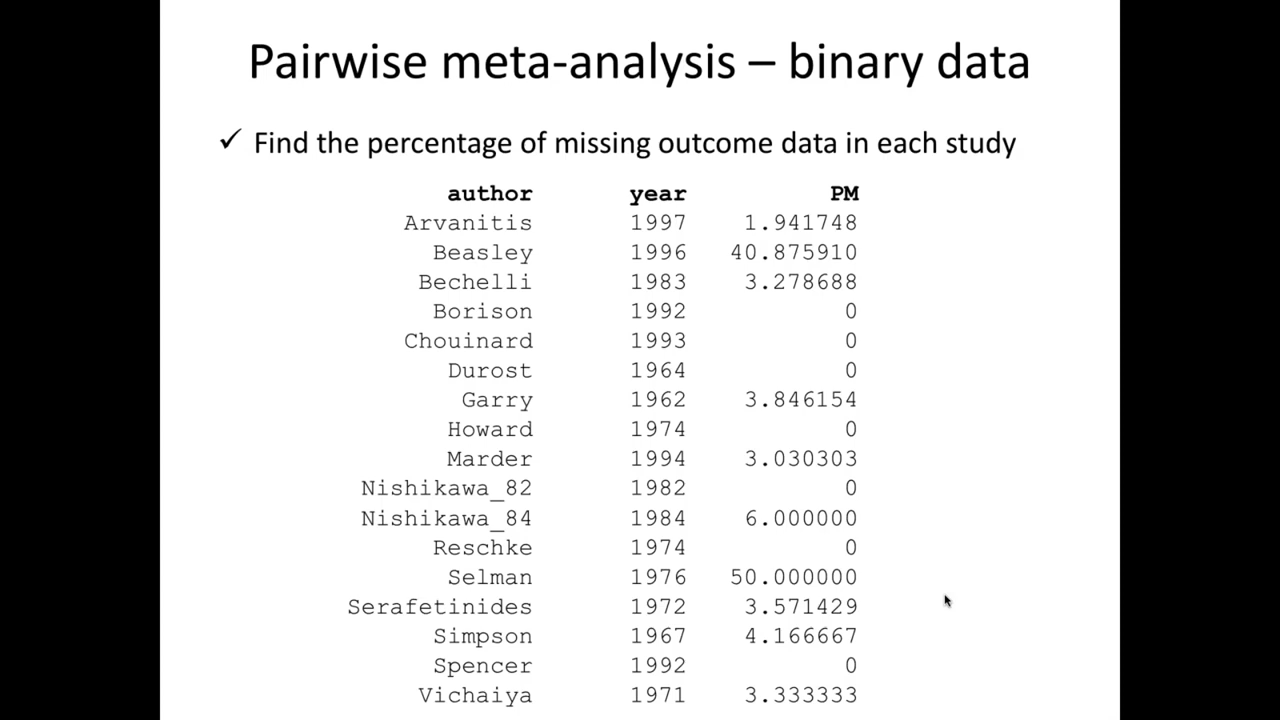 Pairwise meta-analysis – binary data
✓ Find the percentage of missing outcome data in each study
author year PM
Arvanitis 1997 1.941748
Beasley 1996 40.875910
Bechelli 1983 3.278688
Borison 1992 0
Chouinard 1993 0
Durost 1964 0
Garry 1962 3.846154
Howard 1974 0
Marder 1994 3.030303
Nishikawa_82 1982 0
Nishikawa_84 1984 6.000000
Reschke 1974 0
Selman 1976 50.000000
Serafetinides 1972 3.571429
Simpson 1967 4.166667
Spencer 1992 0
Vichaiya 1971 3.333333